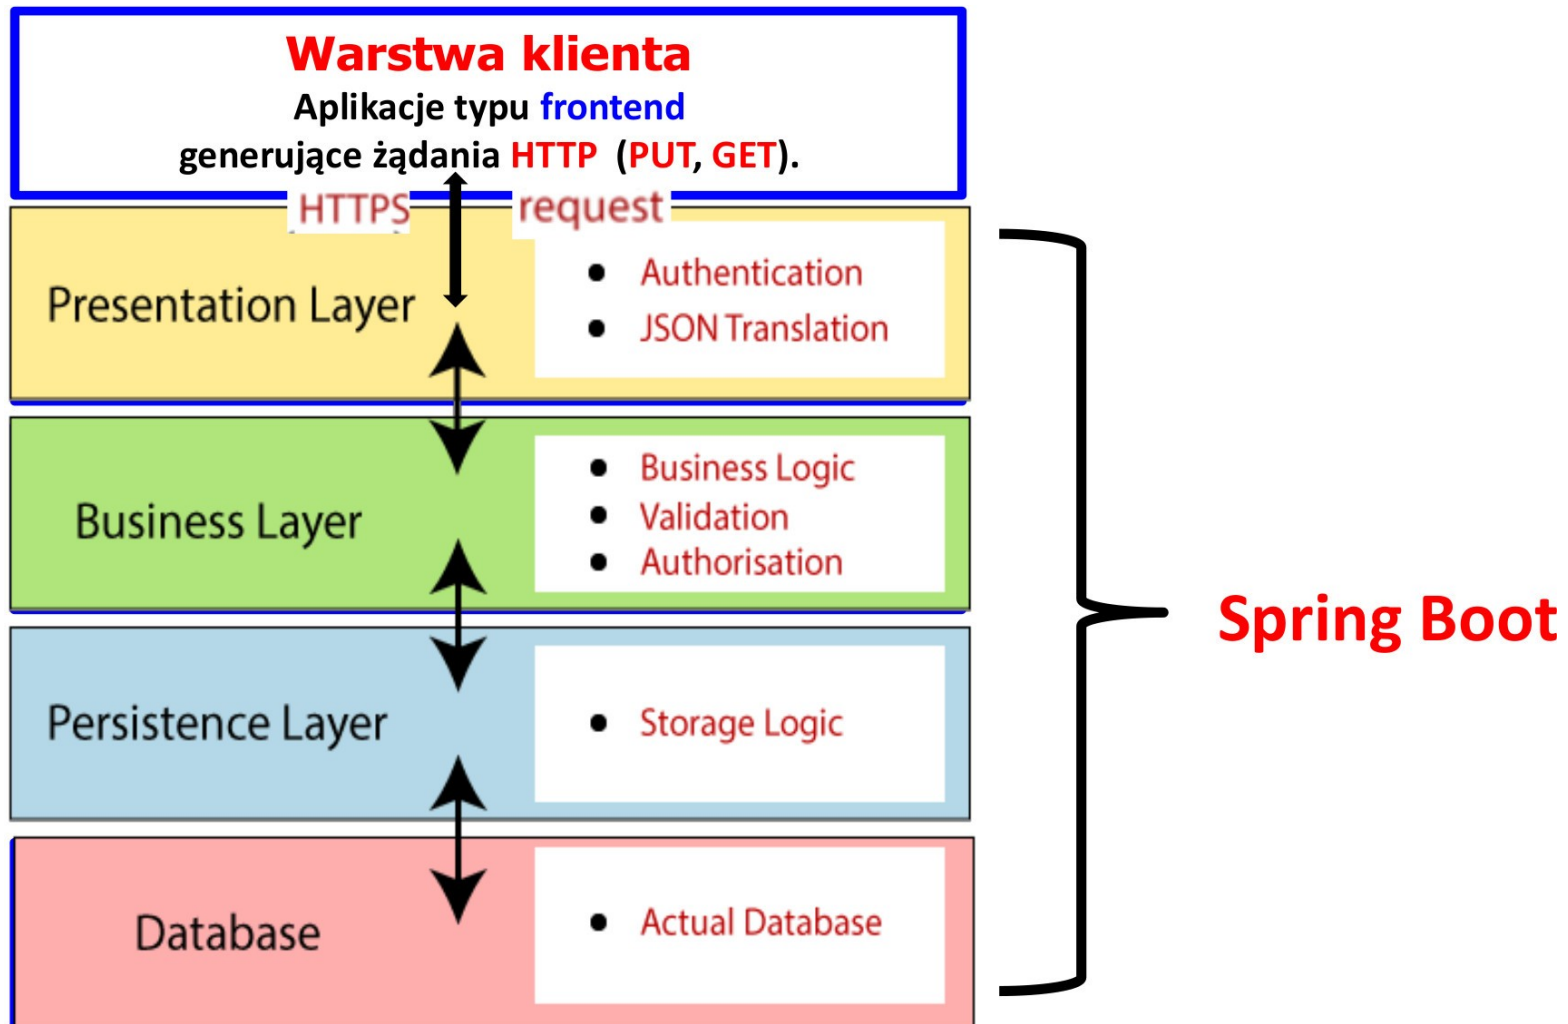 Warstwa klienta
Aplikacje typu frontend
generujące żądania HTTP (PUT, GET).
HTTPS request
Presentation Layer
• Authentication
• JSON Translation
Business Layer
• Business Logic
• Validation
• Authorisation
Persistence Layer
• Storage Logic
Database
• Actual Database
Spring Boot